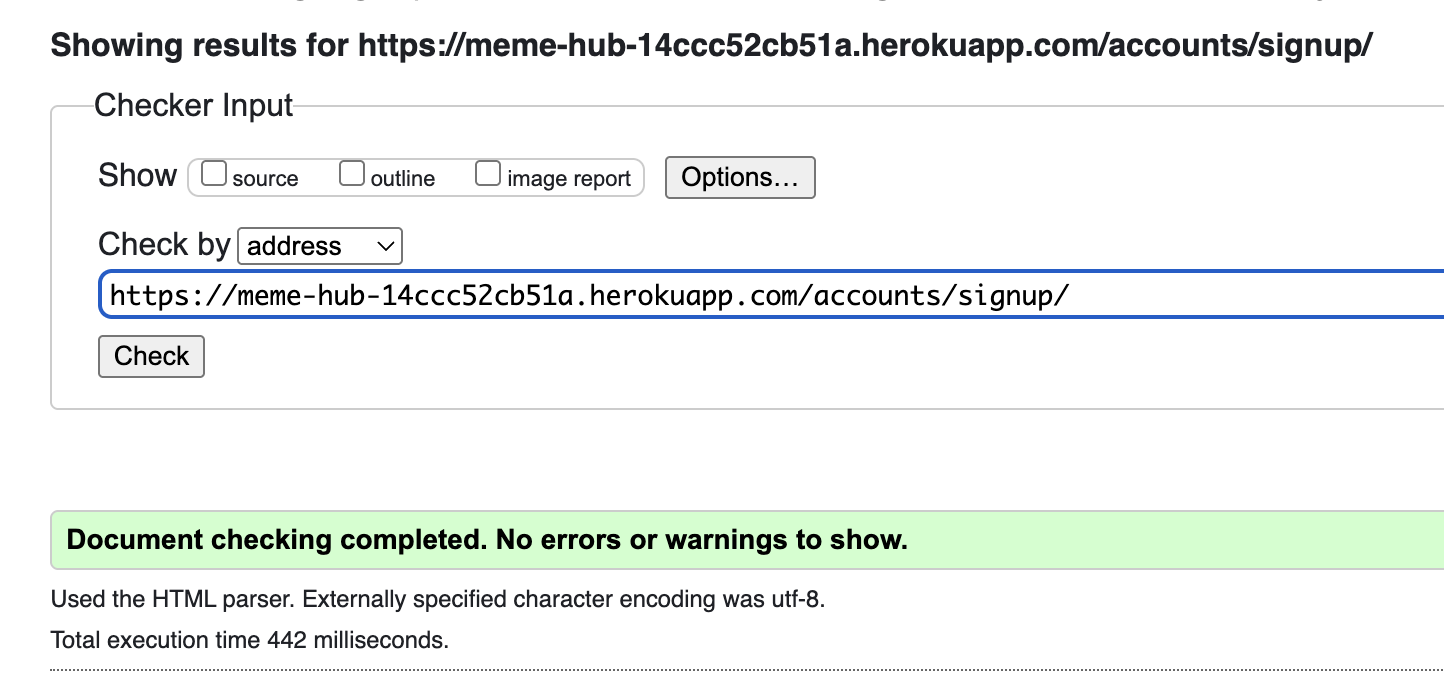 Showing results for https://meme-hub-14ccc52cb51a.herokuapp.com/accounts/signup/
Checker Input
Show source outline image report Options…
Check by address
https://meme-hub-14ccc52cb51a.herokuapp.com/accounts/signup/
Check
Document checking completed. No errors or warnings to show.
Used the HTML parser. Externally specified character encoding was utf-8.
Total execution time 442 milliseconds.